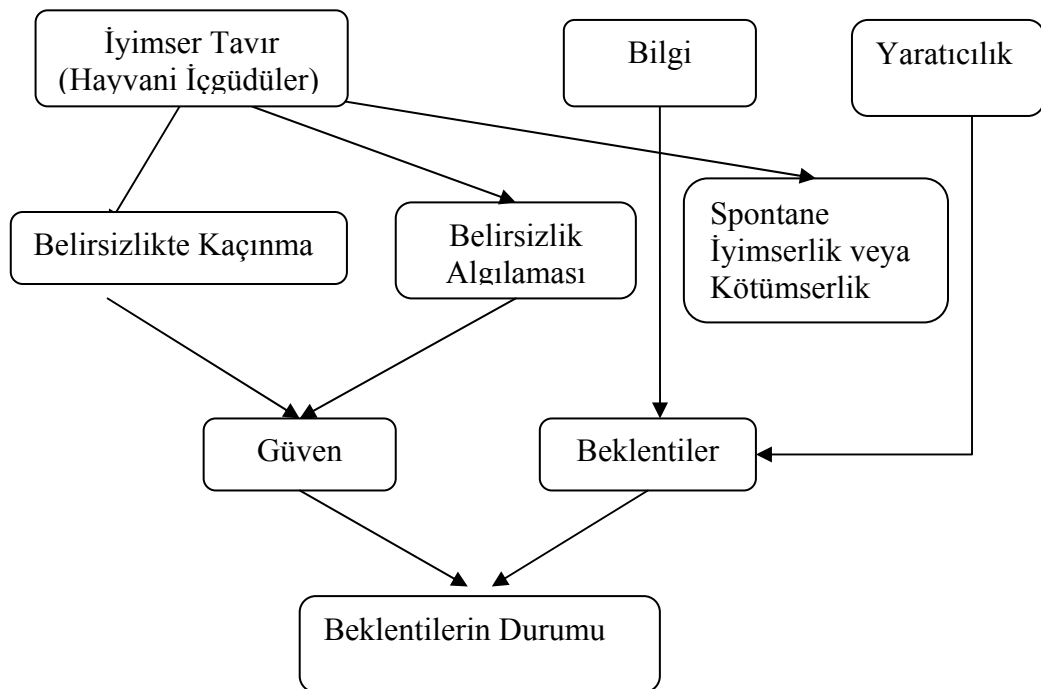 İyimser Tavır
(Hayvani İçgüdüler)
Bilgi
Yaratıcılık
Belirsizlikte Kaçınma
Belirsizlik
Algılaması
Spontane
İyimserlik veya
Kötümserlik
Güven
Beklentiler
Beklentilerin Durumu